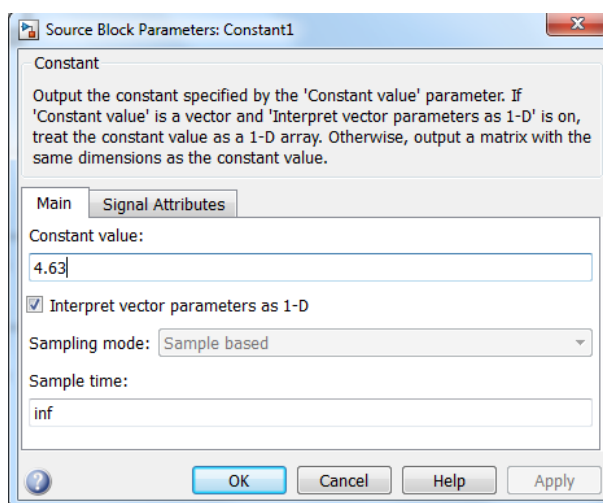 Source Block Parameters: Constant1
Constant
Output the constant specified by the 'Constant value' parameter. If
'Constant value' is a vector and 'Interpret vector parameters as 1-D' is on,
treat the constant value as a 1-D array. Otherwise, output a matrix with the
same dimensions as the constant value.
Main Signal Attributes
Constant value:
4.63
Interpret vector parameters as 1-D
Sampling mode: Sample based
Sample time:
inf
OK Cancel Help Apply